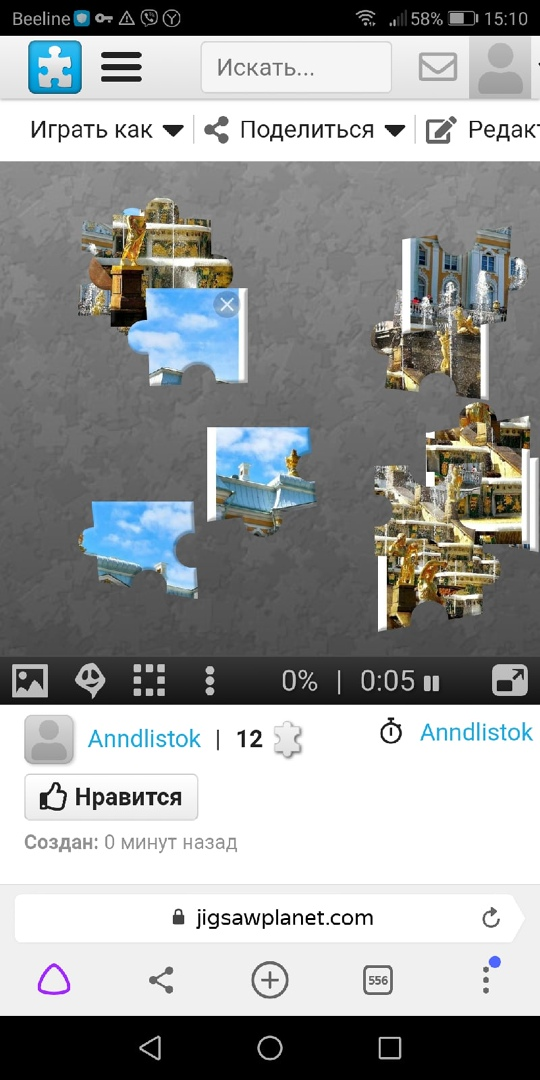 Beeline 58% 15:10
Искать...
Играть как Поделиться Редакт
0% | 0:05
Anndlistok | 12 Anndlistok
Нравится
Создан: 0 минут назад
jigsawplanet.com
556